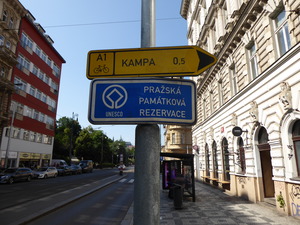 A1
KAMPA 0,5
UNESCO
PRAŽSKÁ
PAMÁTKOVÁ
REZERVACE